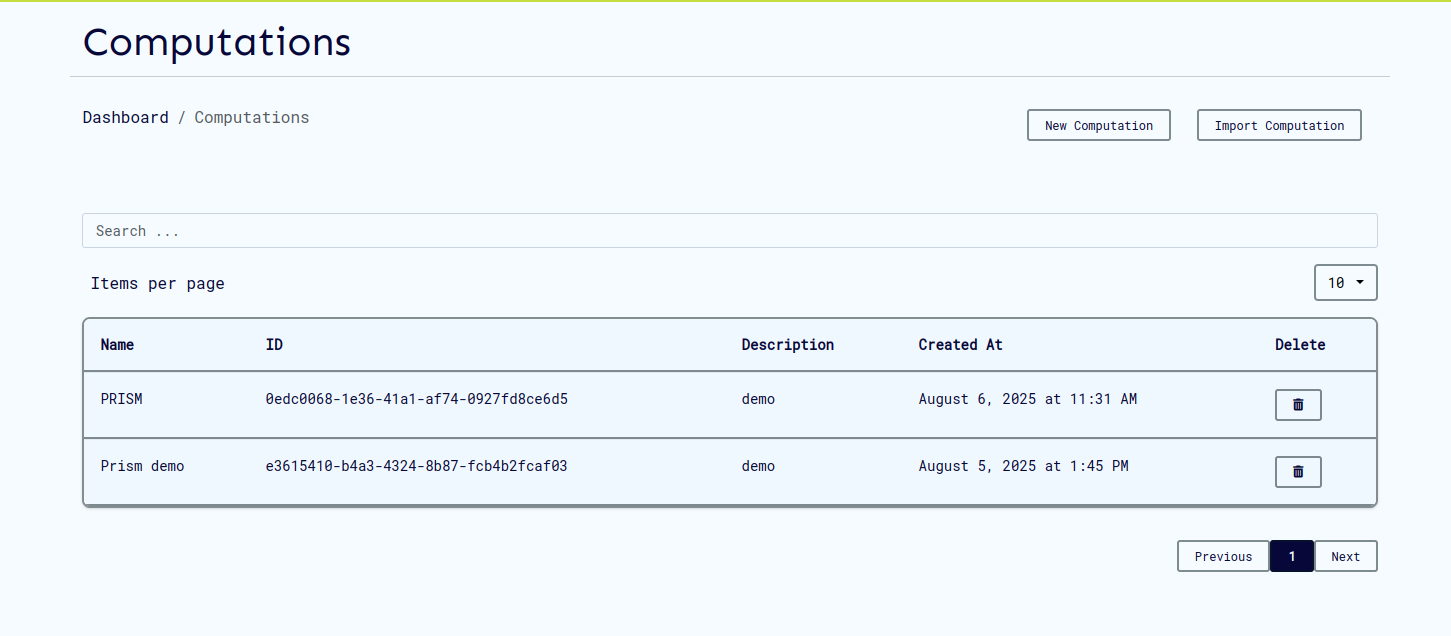 Computations
Dashboard / Computations
New Computation Import Computation
Search ...
Items per page 10
Name ID Description Created At Delete
PRISM 0edc0068-1e36-41a1-af74-0927fd8ce6d5 demo August 6, 2025 at 11:31 AM
Prism demo e3615410-b4a3-4324-8b87-fcb4b2fcaf03 demo August 5, 2025 at 1:45 PM
Previous 1 Next